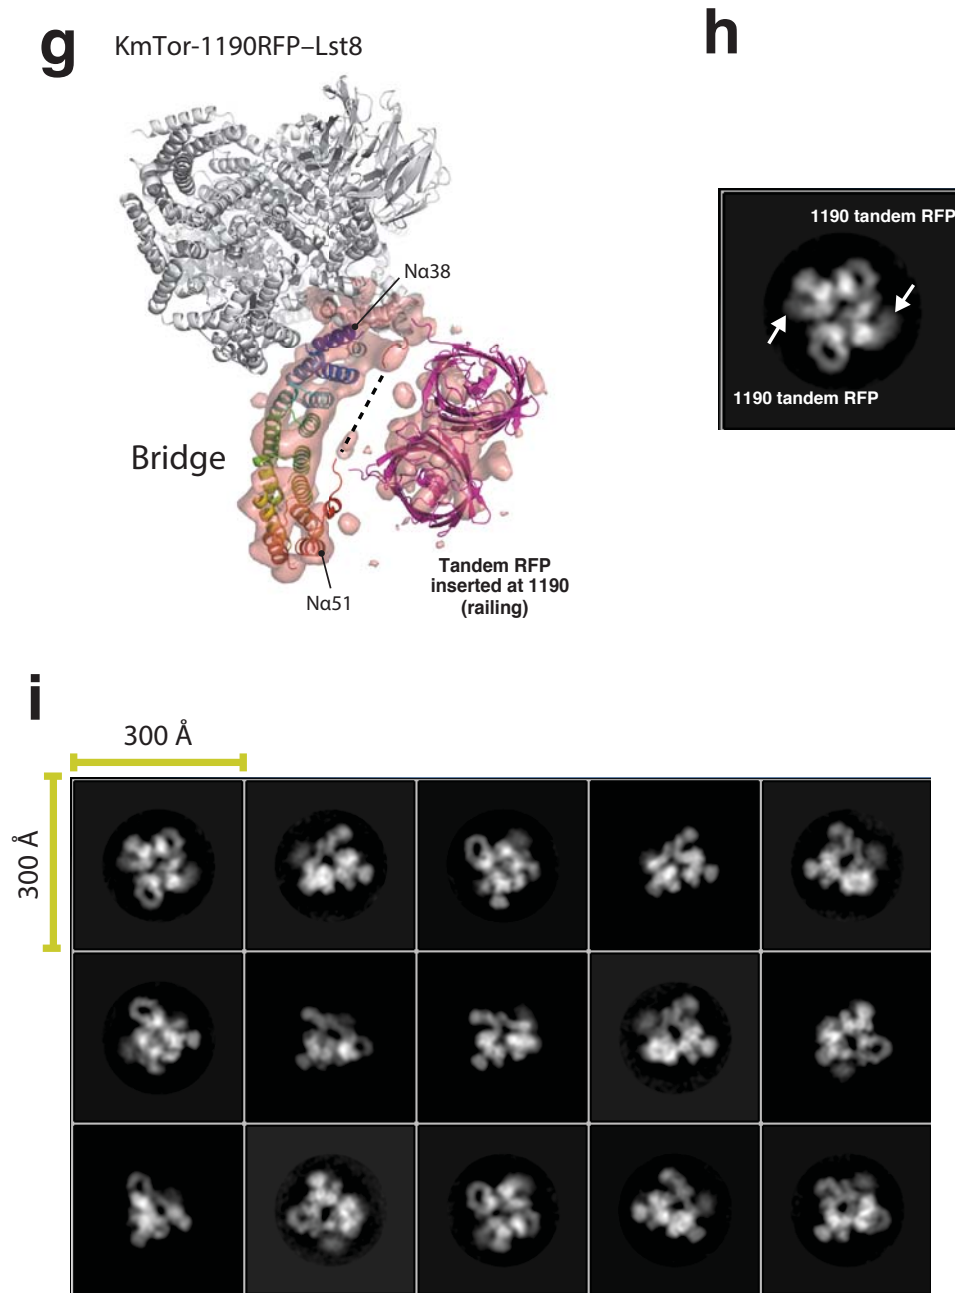 g KmTor-1190RFP–Lst8
h
1190 tandem RFP
1190 tandem RFP
Nα38
Bridge
Tandem RFP
inserted at 1190
(railing)
Nα51
i
300 Å
300 Å